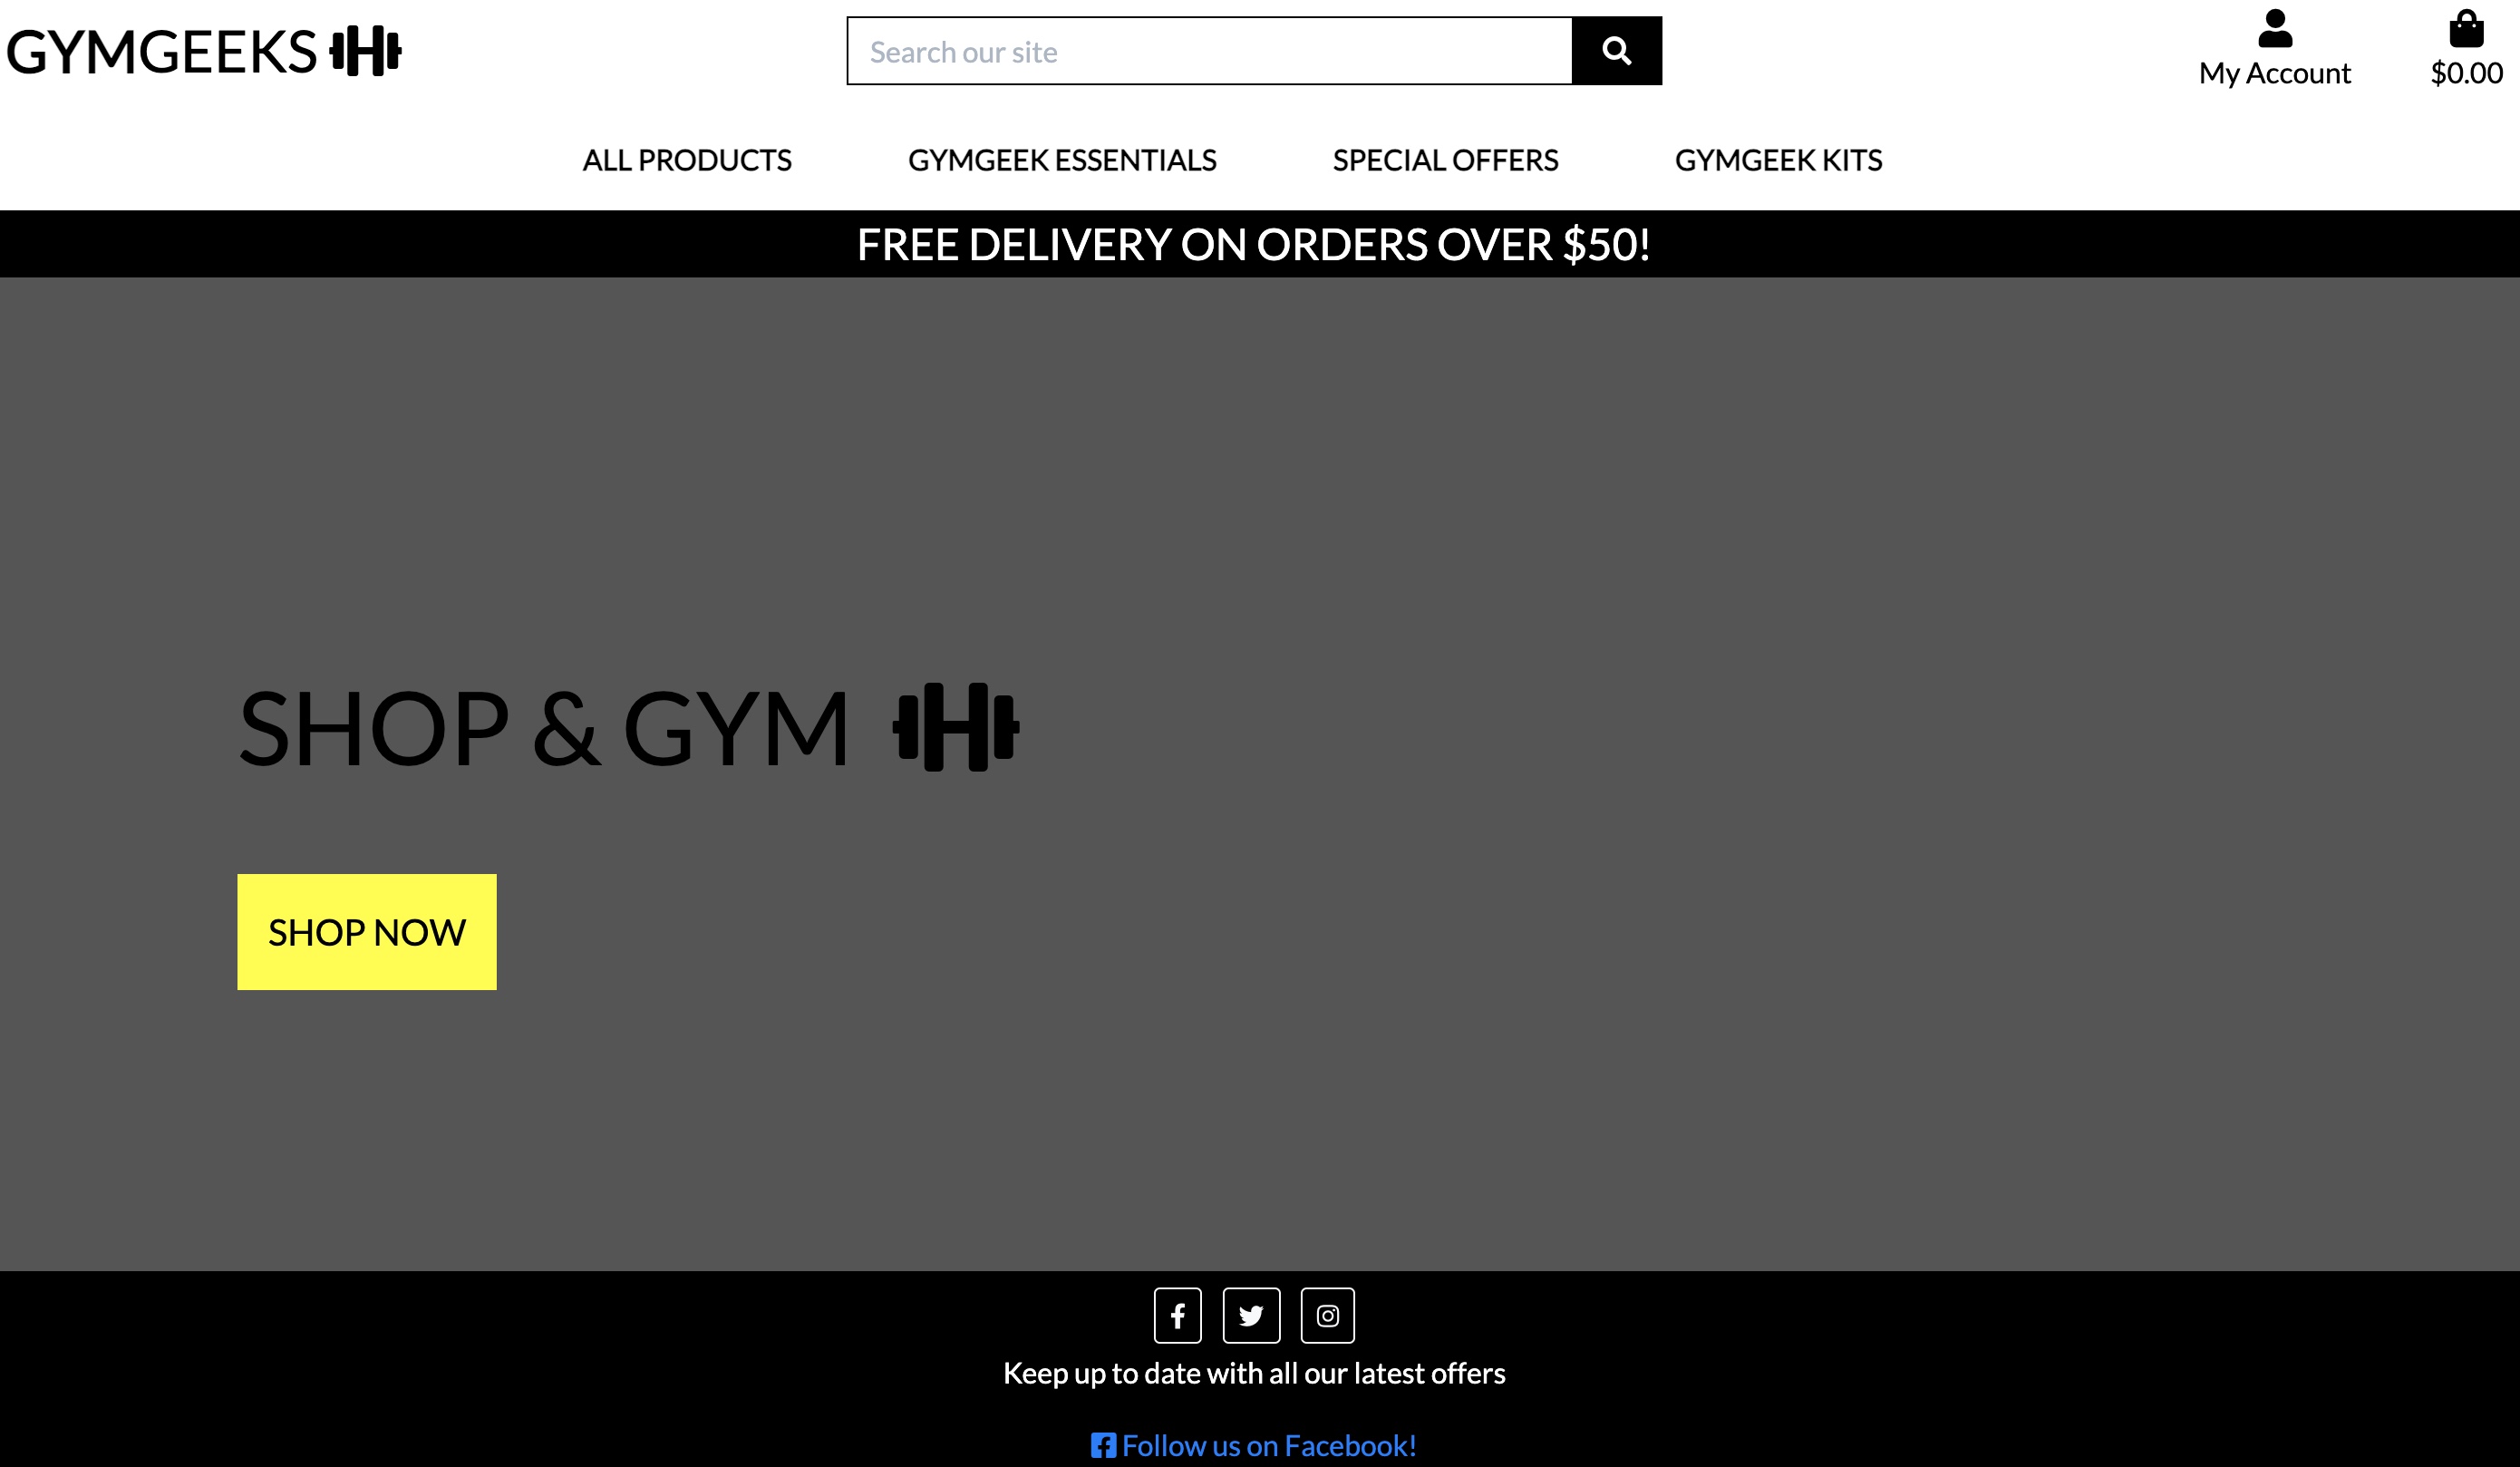 GYMGEEKS
Search our site
My Account
$0.00
ALL PRODUCTS
GYMGEEK ESSENTIALS
SPECIAL OFFERS
GYMGEEK KITS
FREE DELIVERY ON ORDERS OVER $50!
SHOP & GYM
SHOP NOW
Keep up to date with all our latest offers
Follow us on Facebook!